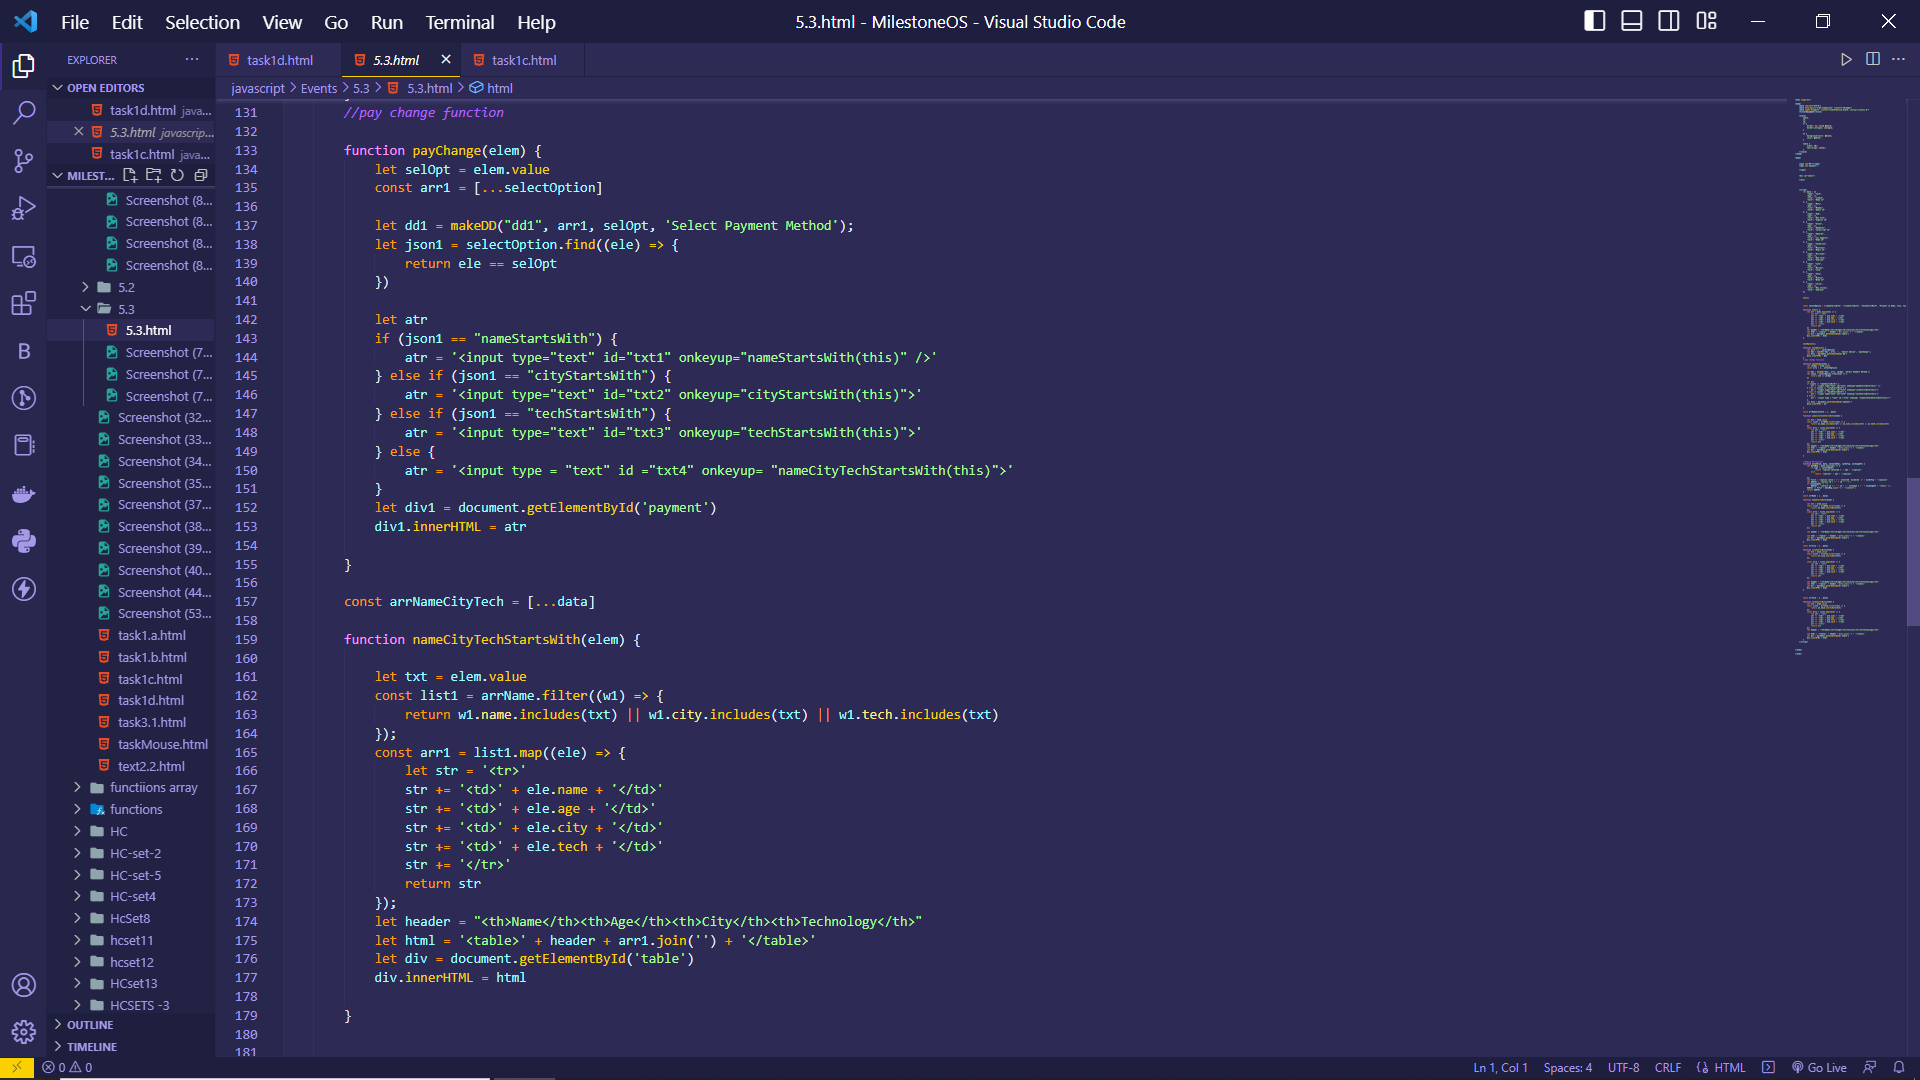 File Edit Selection View Go Run Terminal Help
5.3.html - MilestoneOS - Visual Studio Code
EXPLORER
OPEN EDITORS
task1d.html java...
5.3.html javascrip...
task1c.html java...
MILEST...
Screenshot (8...
Screenshot (8...
Screenshot (8...
Screenshot (8...
5.2
5.3
5.3.html
Screenshot (7...
Screenshot (7...
Screenshot (7...
Screenshot (32...
Screenshot (33...
Screenshot (34...
Screenshot (35...
Screenshot (37...
Screenshot (38...
Screenshot (39...
Screenshot (40...
Screenshot (44...
Screenshot (53...
task1.a.html
task1.b.html
task1c.html
task1d.html
task3.1.html
taskMouse.html
text2.2.html
functiions array
functions
HC
HC-set-2
HC-set-5
HC-set4
HcSet8
hcset11
hcset12
HCset13
HCSETS -3
OUTLINE
TIMELINE
task1d.html 5.3.html task1c.html
javascript > Events > 5.3 > 5.3.html > html
131 //pay change function
132
133 function payChange(elem) {
134 let selOpt = elem.value
135 const arr1 = [...selectOption]
136
137 let dd1 = makeDD("dd1", arr1, selOpt, 'Select Payment Method');
138 let json1 = selectOption.find((ele) => {
139 return ele == selOpt
140 })
141
142 let atr
143 if (json1 == "nameStartsWith") {
144 atr = '<input type="text" id="txt1" onkeyup="nameStartsWith(this)" />'
145 } else if (json1 == "cityStartsWith") {
146 atr = '<input type="text" id="txt2" onkeyup="cityStartsWith(this)">'
147 } else if (json1 == "techStartsWith") {
148 atr = '<input type="text" id="txt3" onkeyup="techStartsWith(this)">'
149 } else {
150 atr = '<input type = "text" id ="txt4" onkeyup= "nameCityTechStartsWith(this)">'
151 }
152 let div1 = document.getElementById('payment')
153 div1.innerHTML = atr
154
155 }
156
157 const arrNameCityTech = [...data]
158
159 function nameCityTechStartsWith(elem) {
160
161 let txt = elem.value
162 const list1 = arrName.filter((w1) => {
163 return w1.name.includes(txt) || w1.city.includes(txt) || w1.tech.includes(txt)
164 });
165 const arr1 = list1.map((ele) => {
166 let str = '<tr>'
167 str += '<td>' + ele.name + '</td>'
168 str += '<td>' + ele.age + '</td>'
169 str += '<td>' + ele.city + '</td>'
170 str += '<td>' + ele.tech + '</td>'
171 str += '</tr>'
172 return str
173 });
174 let header = "<th>Name</th><th>Age</th><th>City</th><th>Technology</th>"
175 let html = '<table>' + header + arr1.join('') + '</table>'
176 let div = document.getElementById('table')
177 div.innerHTML = html
178
179 }
180
181
0 0
Ln 1, Col 1 Spaces: 4 UTF-8 CRLF HTML Go Live